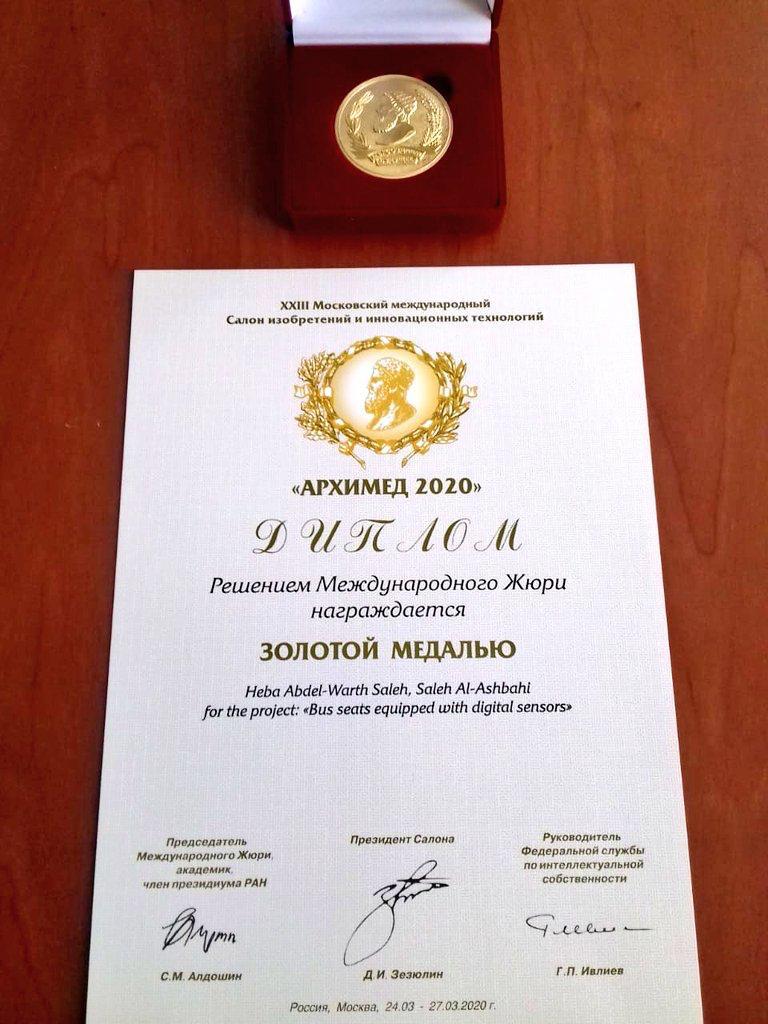 XXIII Московский международный
Салон изобретений и инновационных технологий
«АРХИМЕД 2020»
ДИПЛОМ
Решением Международного Жюри
награждается
ЗОЛОТОЙ МЕДАЛЬЮ
Heba Abdel-Warth Saleh, Saleh Al-Ashbahi
for the project: «Bus seats equipped with digital sensors»
Председатель
Международного Жюри,
академик,
член президиума РАН
С.М. Алдошин
Президент Салона
Д.И. Зезюлин
Руководитель
Федеральной службы
по интеллектуальной
собственности
Г.П. Ивлиев
Россия, Москва, 24.03 - 27.03.2020 г.